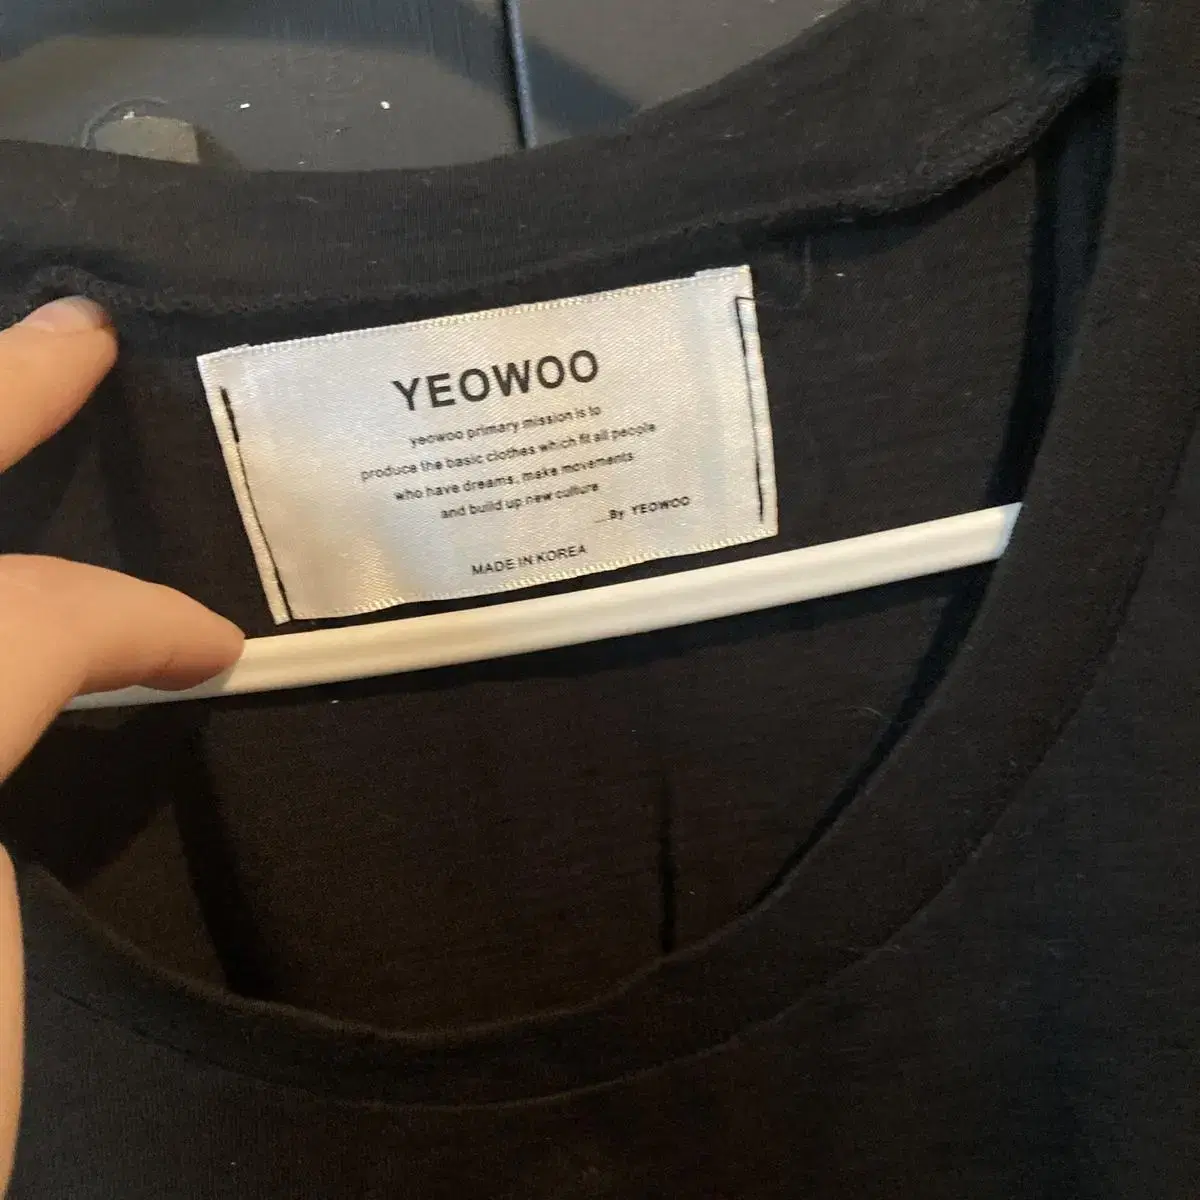 YEOWOO
yeowoo primary mission is to
produce the basic clothes which fit all people
who have dreams, make movements
and build up new culture
__By YEOWOO
MADE IN KOREA